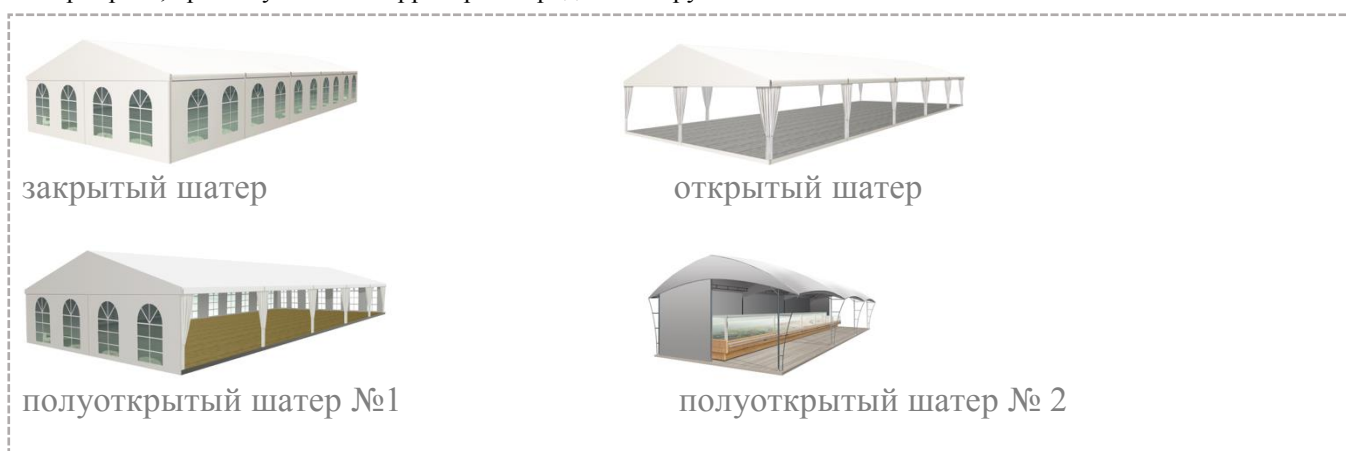 закрытый шатер
открытый шатер
полуоткрытый шатер №1
полуоткрытый шатер № 2